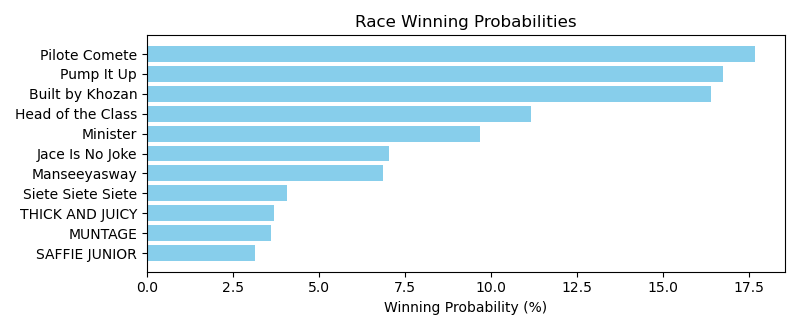 Race Winning Probabilities
Pilote Comete
Pump It Up
Built by Khozan
Head of the Class
Minister
Jace Is No Joke
Manseeyasway
Siete Siete Siete
THICK AND JUICY
MUNTAGE
SAFFIE JUNIOR
0.0 2.5 5.0 7.5 10.0 12.5 15.0 17.5
Winning Probability (%)